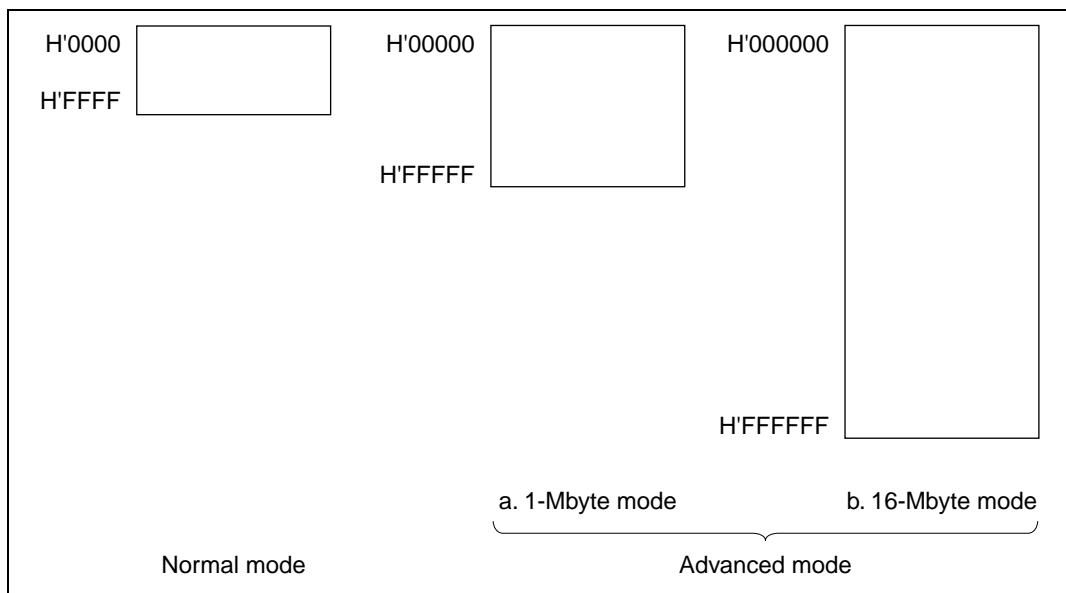 H'0000
H'FFFF
H'00000
H'FFFFF
H'000000
H'FFFFFF
a. 1-Mbyte mode
b. 16-Mbyte mode
Normal mode
Advanced mode